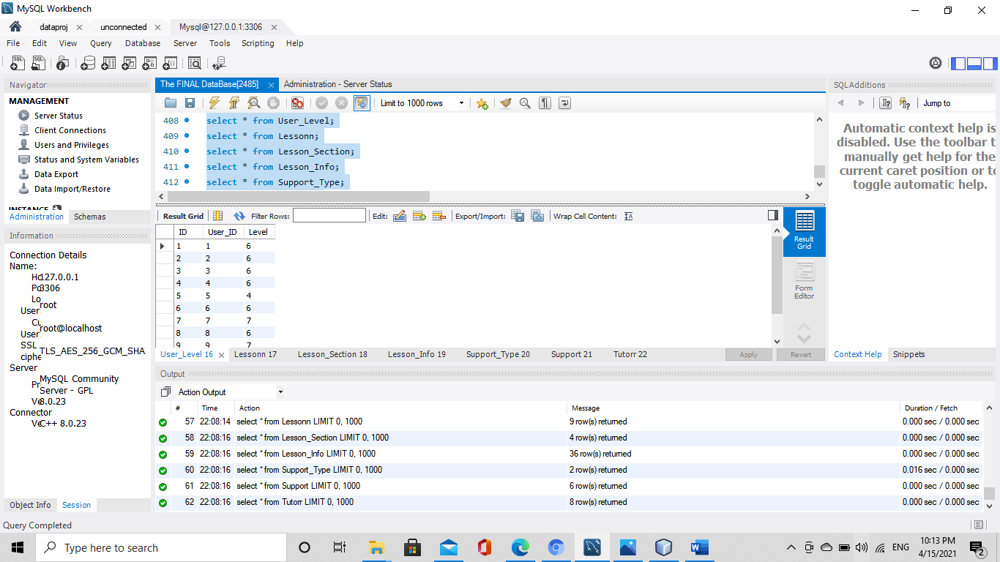 MySQL Workbench
dataproj
unconnected
Mysql@127.0.0.1:3306
File Edit View Query Database Server Tools Scripting Help
Navigator
MANAGEMENT
Server Status
Client Connections
Users and Privileges
Status and System Variables
Data Export
Data Import/Restore
INSTANCE
Administration Schemas
Information
Connection Details
Name:
Hc 127.0.0.1
Pc 3306
Lo
root
User
Cu
root@localhost
User
SSL
TLS_AES_256_GCM_SHA
ciphe
Server
MySQL Community
Pr
Server - GPL
Ve 8.0.23
Connector
Ve C++ 8.0.23
Object Info Session
The FINAL DataBase[2485]
Administration - Server Status
Limit to 1000 rows
408 select * from User_Level;
409 select * from Lessonn;
410 select * from Lesson_Section;
411 select * from Lesson_Info;
412 select * from Support_Type;
Result Grid Filter Rows: Edit: Export/Import: Wrap Cell Content:
ID User_ID Level
1 1 6
2 2 6
3 3 6
4 4 6
5 5 4
6 6 6
7 7 7
8 8 6
9 9 7
Result
Grid
Form
Editor
User_Level 16 Lessonn 17 Lesson_Section 18 Lesson_Info 19 Support_Type 20 Support 21 Tutorr 22
Apply Revert
SQLAdditions
Jump to
Automatic context help is
disabled. Use the toolbar t
manually get help for the
current caret position or to
toggle automatic help.
Context Help Snippets
Output
Action Output
# Time Action Message Duration / Fetch
57 22:08:14 select * from Lessonn LIMIT 0, 1000 9 row(s) returned 0.000 sec / 0.000 sec
58 22:08:16 select * from Lesson_Section LIMIT 0, 1000 4 row(s) returned 0.000 sec / 0.000 sec
59 22:08:16 select * from Lesson_Info LIMIT 0, 1000 36 row(s) returned 0.000 sec / 0.000 sec
60 22:08:16 select * from Support_Type LIMIT 0, 1000 2 row(s) returned 0.016 sec / 0.000 sec
61 22:08:16 select * from Support LIMIT 0, 1000 6 row(s) returned 0.000 sec / 0.000 sec
62 22:08:16 select * from Tutorr LIMIT 0, 1000 8 row(s) returned 0.000 sec / 0.000 sec
Query Completed
Type here to search
ENG
10:13 PM
4/15/2021
2